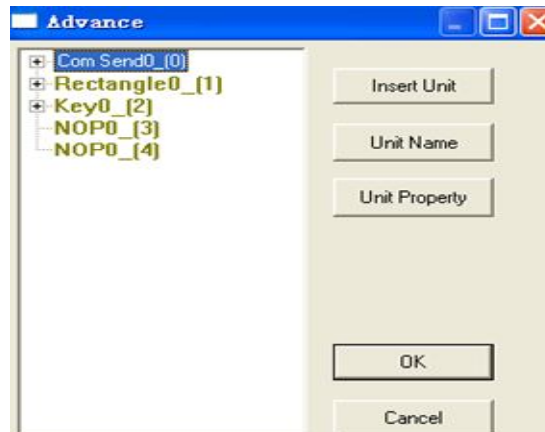 Advance
Com Send0_(0)
Rectangle0_(1)
Key0_(2)
NOP0_(3)
NOP0_(4)
Insert Unit
Unit Name
Unit Property
OK
Cancel